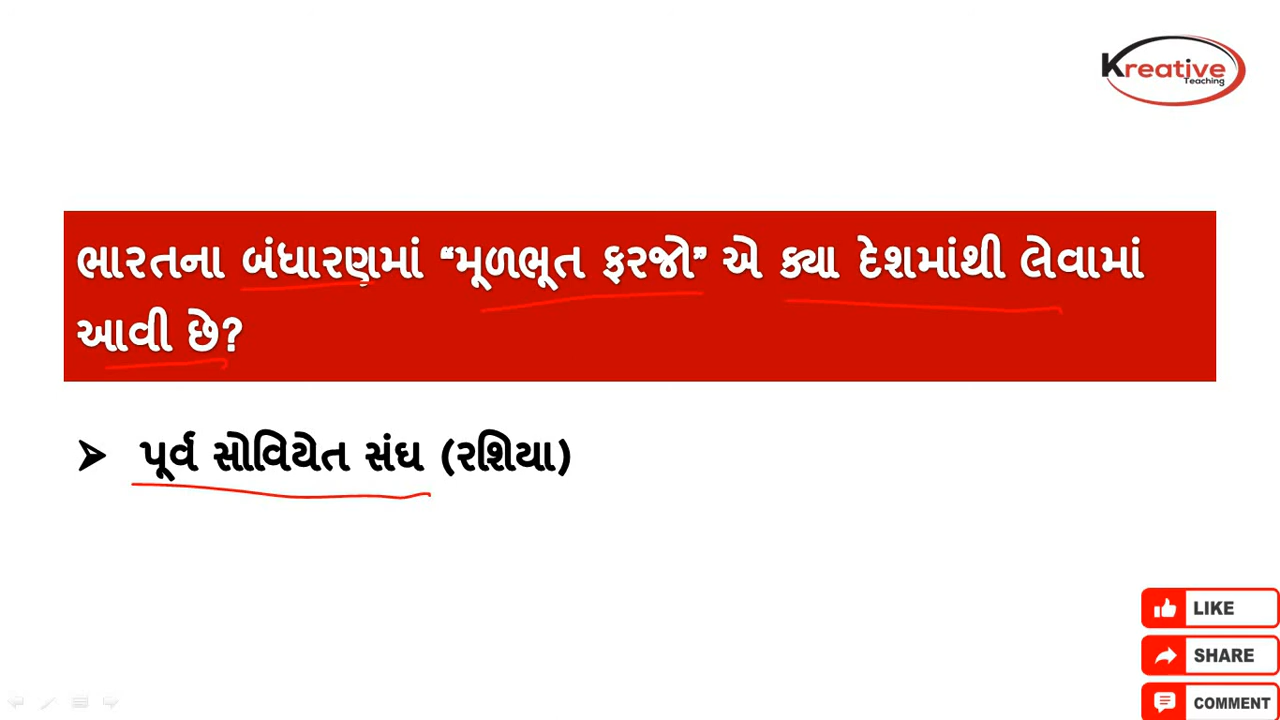 Kreative
Teaching
ભારતના બંધારણમાં “મૂળભૂત ફરજો” એ ક્યા દેશમાંથી લેવામાં
આવી છે?
➤ પૂર્વ સોવિયેત સંઘ (રશિયા)
LIKE
SHARE
COMMENT